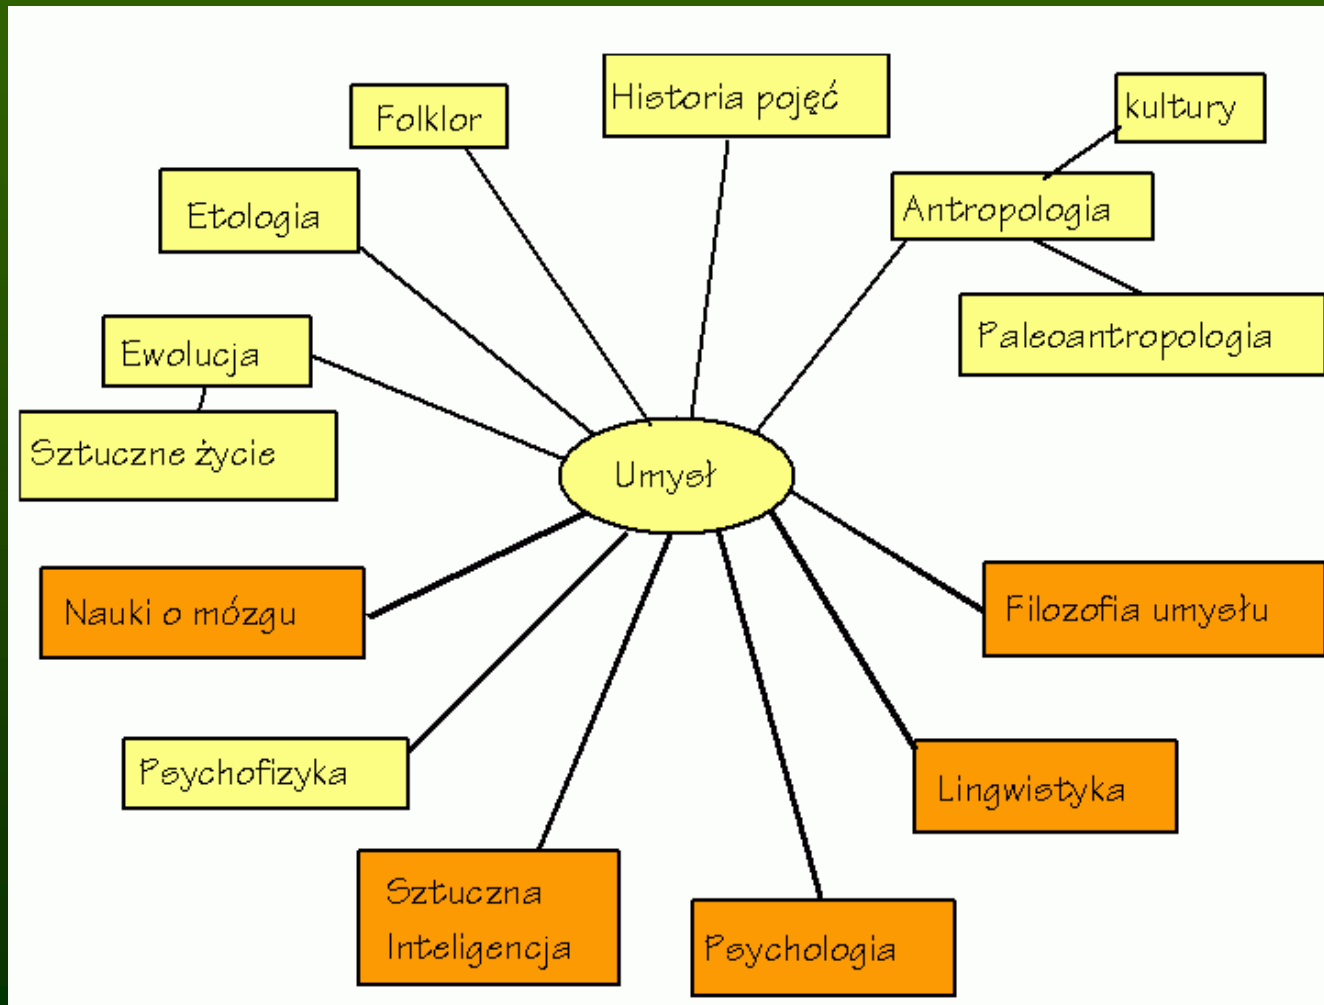 Historia pojęć
kultury
Folklor
Antropologia
Etologia
Paleoantropologia
Ewolucja
Sztuczne życie
Umysł
Nauki o mózgu
Filozofia umysłu
Psychofizyka
Lingwistyka
Sztuczna
Inteligencja
Psychologia